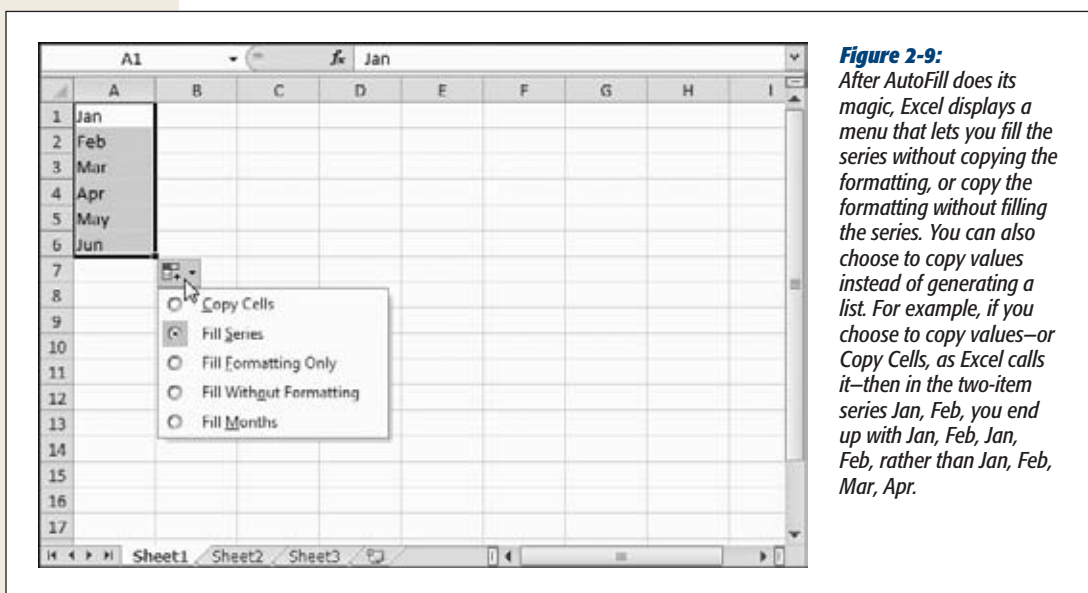 A1
fx Jan
A B C D E F G H I
1 Jan
2 Feb
3 Mar
4 Apr
5 May
6 Jun
7
8
9
10
11
12
13
14
15
16
17
Copy Cells
Fill Series
Fill Formatting Only
Fill Without Formatting
Fill Months
Sheet1 Sheet2 Sheet3
Figure 2-9:
After AutoFill does its
magic, Excel displays a
menu that lets you fill the
series without copying the
formatting, or copy the
formatting without filling
the series. You can also
choose to copy values
instead of generating a
list. For example, if you
choose to copy values—or
Copy Cells, as Excel calls
it—then in the two-item
series Jan, Feb, you end
up with Jan, Feb, Jan,
Feb, rather than Jan, Feb,
Mar, Apr.